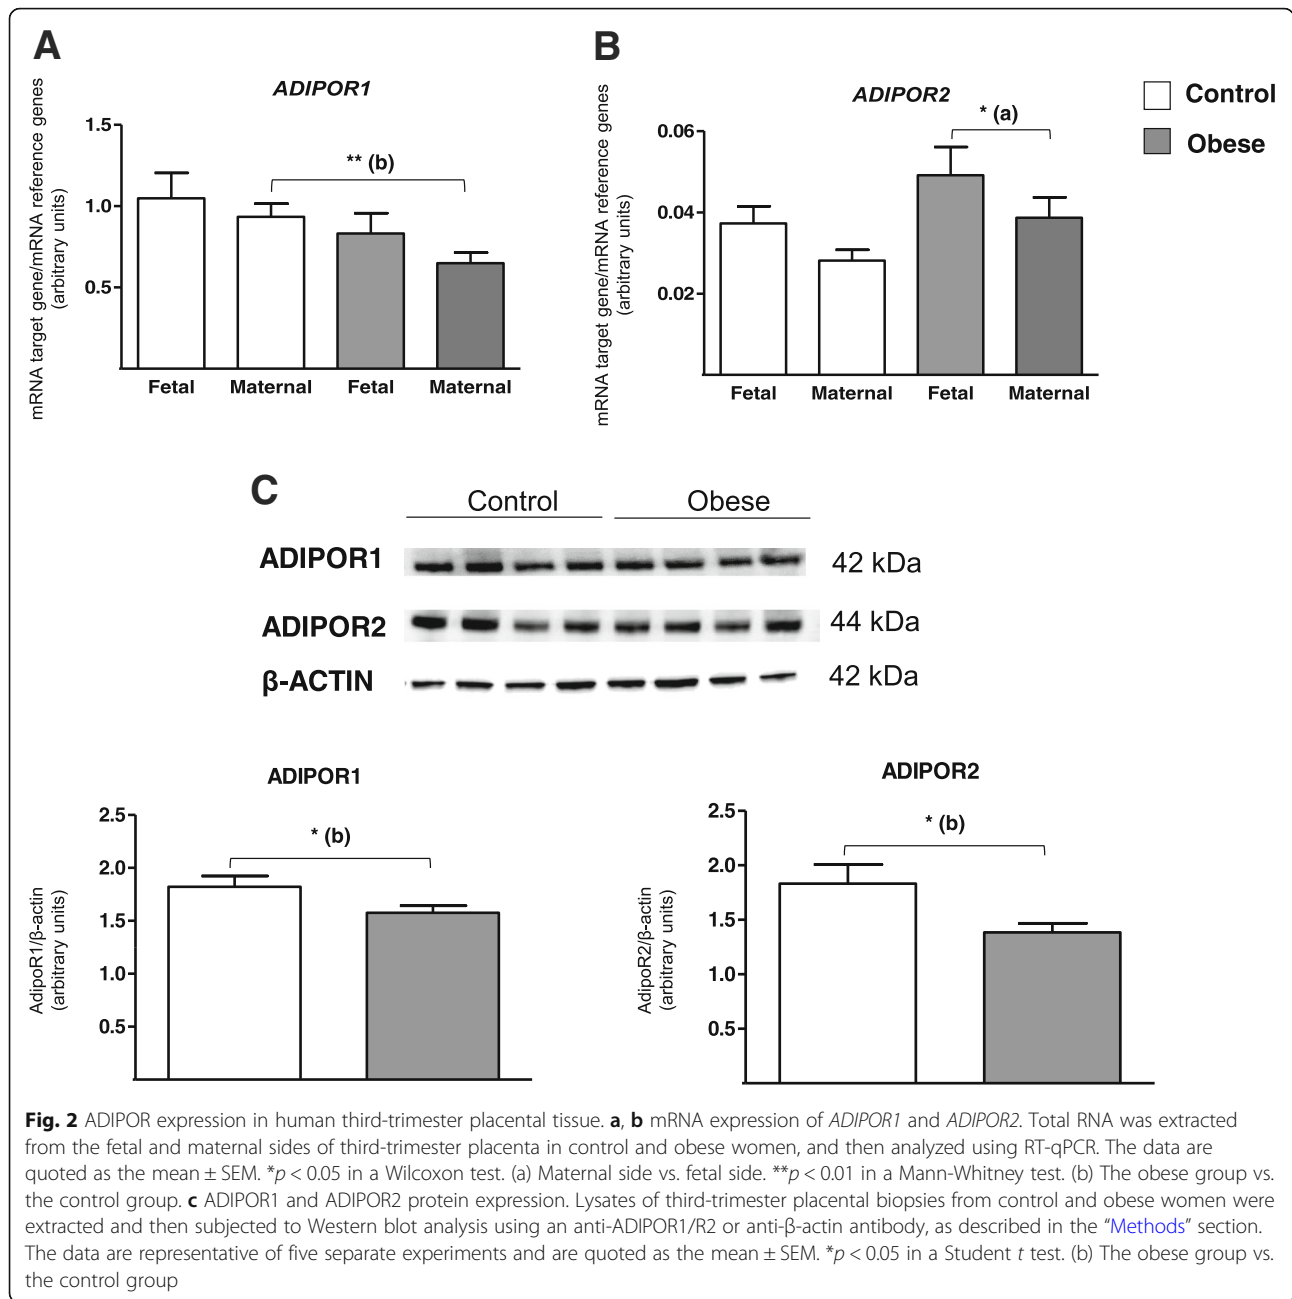 A
B
ADIPOR1
ADIPOR2
Control
Obese
mRNA target gene/mRNA reference genes
(arbitrary units)
1.5
1.0
0.5
** (b)
Fetal Maternal Fetal Maternal
mRNA target gene/mRNA reference genes
(arbitrary units)
0.06
0.04
0.02
* (a)
Fetal Maternal Fetal Maternal
C
Control Obese
ADIPOR1 42 kDa
ADIPOR2 44 kDa
β-ACTIN 42 kDa
ADIPOR1
AdipoR1/β-actin
(arbitrary units)
2.5
2.0
1.5
1.0
0.5
* (b)
ADIPOR2
AdipoR2/β-actin
(arbitrary units)
2.5
2.0
1.5
1.0
0.5
* (b)
Fig. 2 ADIPOR expression in human third-trimester placental tissue. a, b mRNA expression of ADIPOR1 and ADIPOR2. Total RNA was extracted
from the fetal and maternal sides of third-trimester placenta in control and obese women, and then analyzed using RT-qPCR. The data are
quoted as the mean ± SEM. *p < 0.05 in a Wilcoxon test. (a) Maternal side vs. fetal side. **p < 0.01 in a Mann-Whitney test. (b) The obese group vs.
the control group. c ADIPOR1 and ADIPOR2 protein expression. Lysates of third-trimester placental biopsies from control and obese women were
extracted and then subjected to Western blot analysis using an anti-ADIPOR1/R2 or anti-β-actin antibody, as described in the "Methods" section.
The data are representative of five separate experiments and are quoted as the mean ± SEM. *p < 0.05 in a Student t test. (b) The obese group vs.
the control group